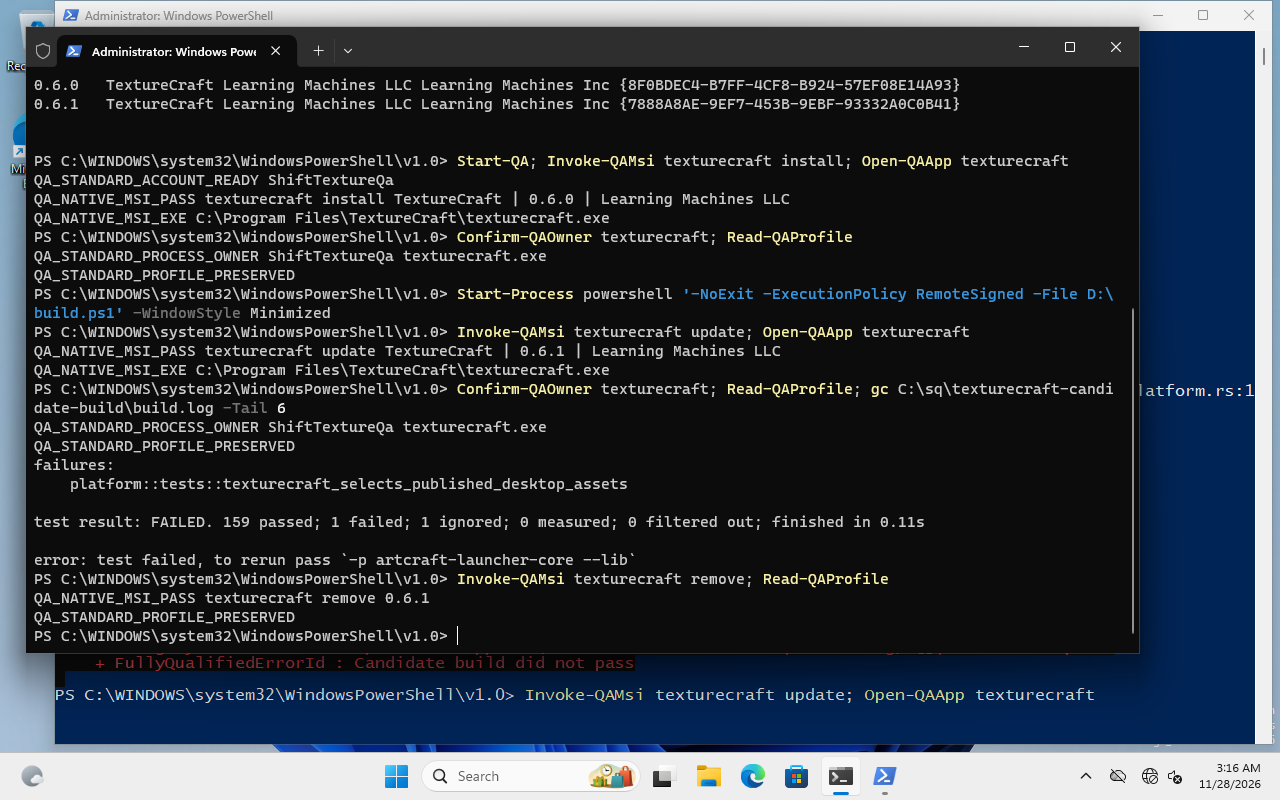 Administrator: Windows PowerShell
Administrator: Windows Powe
0.6.0   TextureCraft Learning Machines LLC Learning Machines Inc {8F0BDEC4-B7FF-4CF8-B924-57EF08E14A93}
0.6.1   TextureCraft Learning Machines LLC Learning Machines Inc {7888A8AE-9EF7-453B-9EBF-93332A0C0B41}
PS C:\WINDOWS\system32\WindowsPowerShell\v1.0> Start-QA; Invoke-QAMsi texturecraft install; Open-QAApp texturecraft
QA_STANDARD_ACCOUNT_READY ShiftTextureQa
QA_NATIVE_MSI_PASS texturecraft install TextureCraft | 0.6.0 | Learning Machines LLC
QA_NATIVE_MSI_EXE C:\Program Files\TextureCraft\texturecraft.exe
PS C:\WINDOWS\system32\WindowsPowerShell\v1.0> Confirm-QAOwner texturecraft; Read-QAProfile
QA_STANDARD_PROCESS_OWNER ShiftTextureQa texturecraft.exe
QA_STANDARD_PROFILE_PRESERVED
PS C:\WINDOWS\system32\WindowsPowerShell\v1.0> Start-Process powershell '-NoExit -ExecutionPolicy RemoteSigned -File D:\
build.ps1' -WindowStyle Minimized
PS C:\WINDOWS\system32\WindowsPowerShell\v1.0> Invoke-QAMsi texturecraft update; Open-QAApp texturecraft
QA_NATIVE_MSI_PASS texturecraft update TextureCraft | 0.6.1 | Learning Machines LLC
QA_NATIVE_MSI_EXE C:\Program Files\TextureCraft\texturecraft.exe
PS C:\WINDOWS\system32\WindowsPowerShell\v1.0> Confirm-QAOwner texturecraft; Read-QAProfile; gc C:\sq\texturecraft-candi
date-build\build.log -Tail 6
QA_STANDARD_PROCESS_OWNER ShiftTextureQa texturecraft.exe
QA_STANDARD_PROFILE_PRESERVED
failures:
    platform::tests::texturecraft_selects_published_desktop_assets
test result: FAILED. 159 passed; 1 failed; 1 ignored; 0 measured; 0 filtered out; finished in 0.11s
error: test failed, to rerun pass `-p artcraft-launcher-core --lib`
PS C:\WINDOWS\system32\WindowsPowerShell\v1.0> Invoke-QAMsi texturecraft remove; Read-QAProfile
QA_NATIVE_MSI_PASS texturecraft remove 0.6.1
QA_STANDARD_PROFILE_PRESERVED
PS C:\WINDOWS\system32\WindowsPowerShell\v1.0>
latform.rs:1
+ FullyQualifiedErrorId : Candidate build did not pass
PS C:\WINDOWS\system32\WindowsPowerShell\v1.0> Invoke-QAMsi texturecraft update; Open-QAApp texturecraft
Search
3:16 AM
11/28/2026